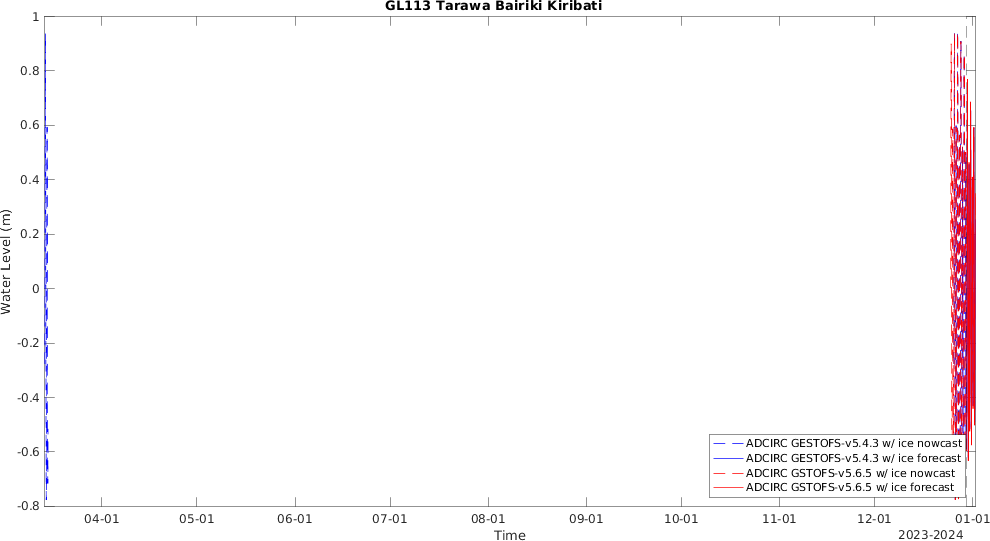 GL113 Tarawa Bairiki Kiribati
1
0.8
0.6
0.4
0.2
0
-0.2
-0.4
-0.6
-0.8
Water Level (m)
ADCIRC GESTOFS-v5.4.3 w/ ice nowcast
ADCIRC GESTOFS-v5.4.3 w/ ice forecast
ADCIRC GSTOFS-v5.6.5 w/ ice nowcast
ADCIRC GSTOFS-v5.6.5 w/ ice forecast
04-01 05-01 06-01 07-01 08-01 09-01 10-01 11-01 12-01 01-01
Time
2023-2024